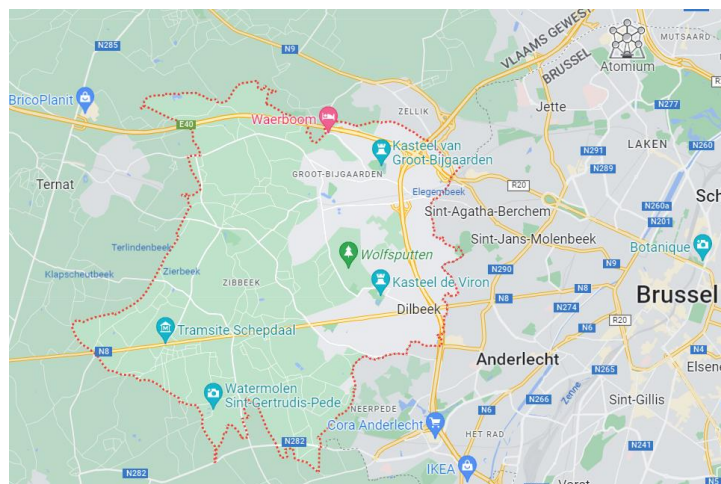 N285
N9
VLAAMS GEWEST
BRUSSEL
MUTSAARD
Atomium
BricoPlanit
E40
Waerboom
ZELLIK
Jette
N277
Kasteel van
Groot-Bijgaarden
N291
LAKEN
N260
N289
GROOT-BIJGAARDEN
Ternat
Elegembeek
R20
N260a
Sint-Agatha-Berchem
N201
Terlindenbeek
Sint-Jans-Molenbeek
Botanique
Wolfsputten
Klapscheutbeek
Zierbeek
ZIBBEEK
N290
N9
Kasteel de Viron
N8
N8
Brussel
Dilbeek
N274
R20
Tramsite Schepdaal
N6
N8
Anderlecht
N4
N265
Elsene
Watermolen
Sint-Gertrudis-Pede
Zenne
N266
Sint-Gillis
NEERPEDE
N6
Cora Anderlecht
HET RAD
N282
N282
N241
IKEA